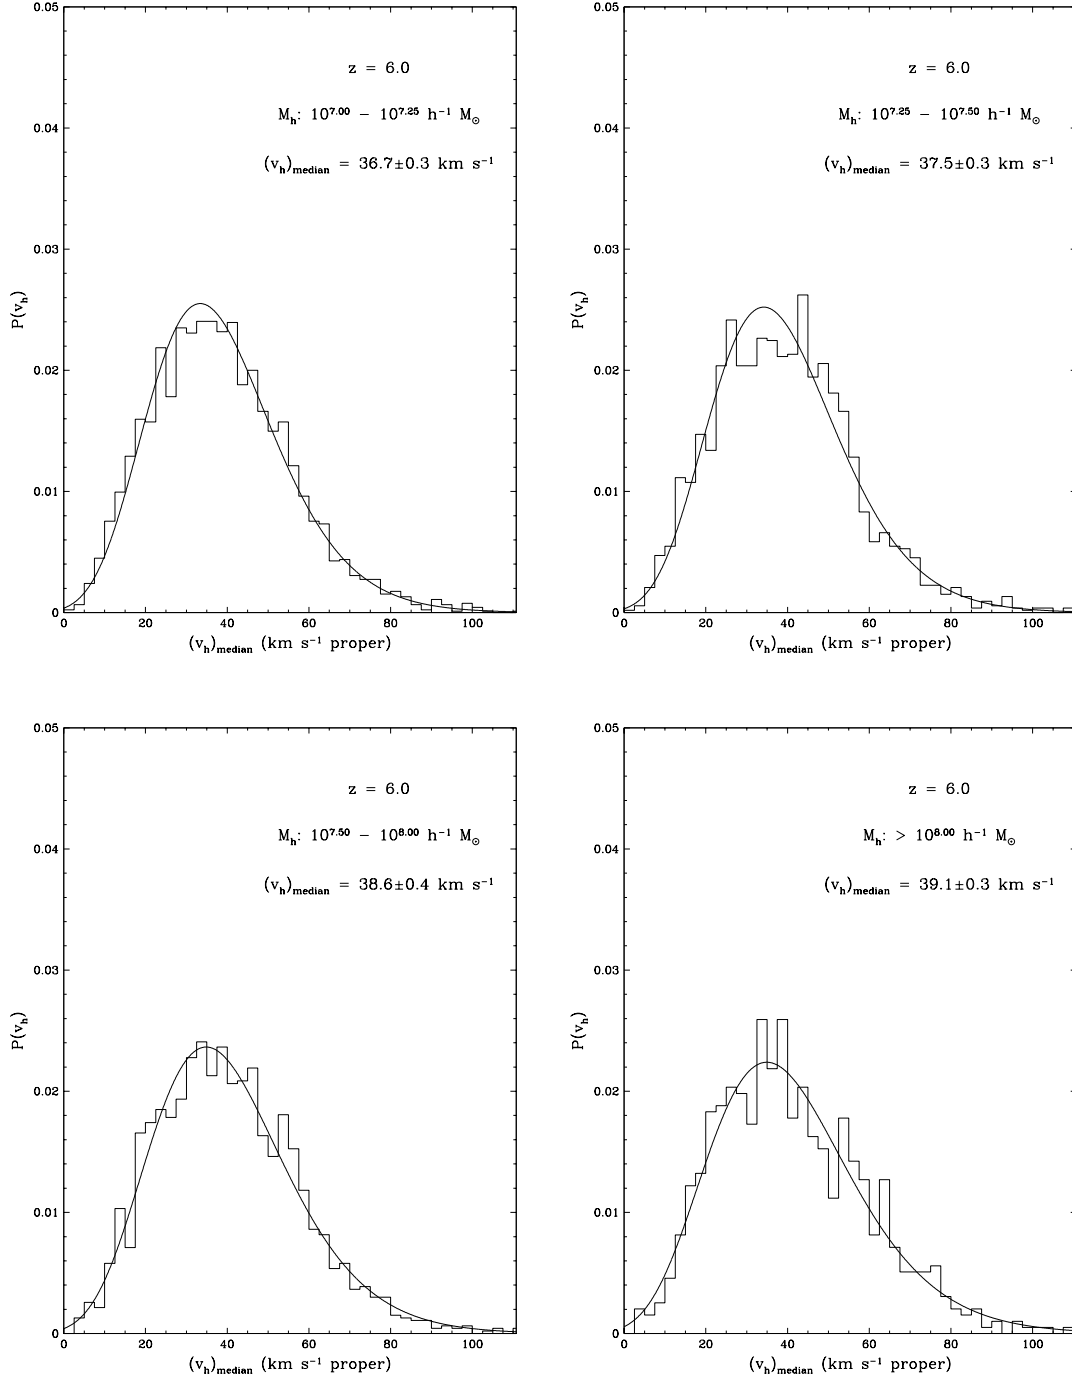 0.05
0.04
0.03
0.02
0.01
0
P(v_h)
z = 6.0
M_h: 10^7.00 − 10^7.25 h^−1 M_⊙
(v_h)_median = 36.7±0.3 km s^−1
0 20 40 60 80 100
(v_h)_median (km s^−1 proper)
0.05
0.04
0.03
0.02
0.01
0
P(v_h)
z = 6.0
M_h: 10^7.25 − 10^7.50 h^−1 M_⊙
(v_h)_median = 37.5±0.3 km s^−1
0 20 40 60 80 100
(v_h)_median (km s^−1 proper)
0.05
0.04
0.03
0.02
0.01
0
P(v_h)
z = 6.0
M_h: 10^7.50 − 10^8.00 h^−1 M_⊙
(v_h)_median = 38.6±0.4 km s^−1
0 20 40 60 80 100
(v_h)_median (km s^−1 proper)
0.05
0.04
0.03
0.02
0.01
0
P(v_h)
z = 6.0
M_h: > 10^8.00 h^−1 M_⊙
(v_h)_median = 39.1±0.3 km s^−1
0 20 40 60 80 100
(v_h)_median (km s^−1 proper)